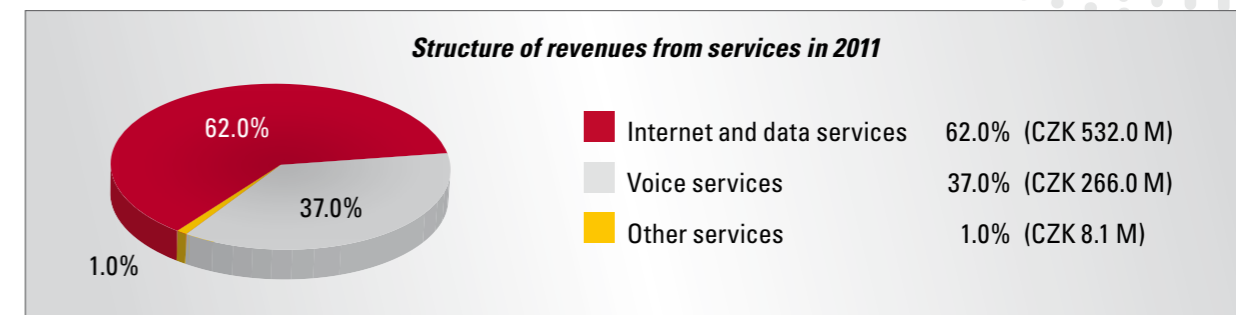 Structure of revenues from services in 2011
62.0%
37.0%
1.0%
Internet and data services 62.0% (CZK 532.0 M)
Voice services 37.0% (CZK 266.0 M)
Other services 1.0% (CZK 8.1 M)